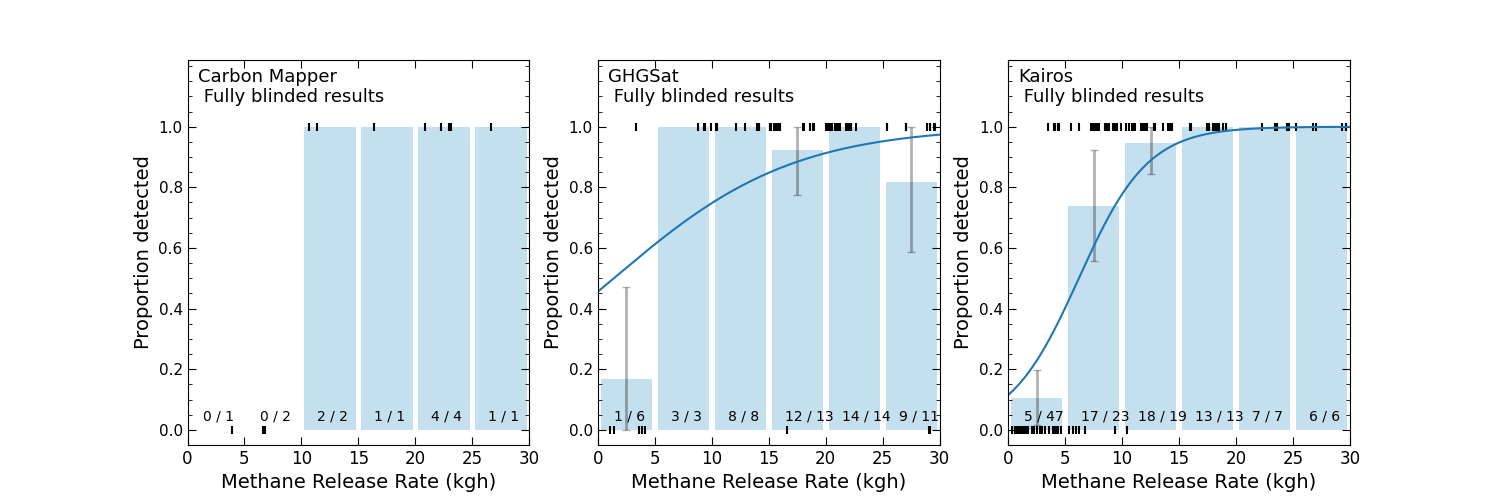 Carbon Mapper
Fully blinded results
Proportion detected
1.0
0.8
0.6
0.4
0.2
0.0
0 / 1
0 / 2
2 / 2
1 / 1
4 / 4
1 / 1
0
5
10
15
20
25
30
Methane Release Rate (kgh)
GHGSat
Fully blinded results
Proportion detected
1.0
0.8
0.6
0.4
0.2
0.0
1 / 6
3 / 3
8 / 8
12 / 13
14 / 14
9 / 11
0
5
10
15
20
25
30
Methane Release Rate (kgh)
Kairos
Fully blinded results
Proportion detected
1.0
0.8
0.6
0.4
0.2
0.0
5 / 47
17 / 23
18 / 19
13 / 13
7 / 7
6 / 6
0
5
10
15
20
25
30
Methane Release Rate (kgh)